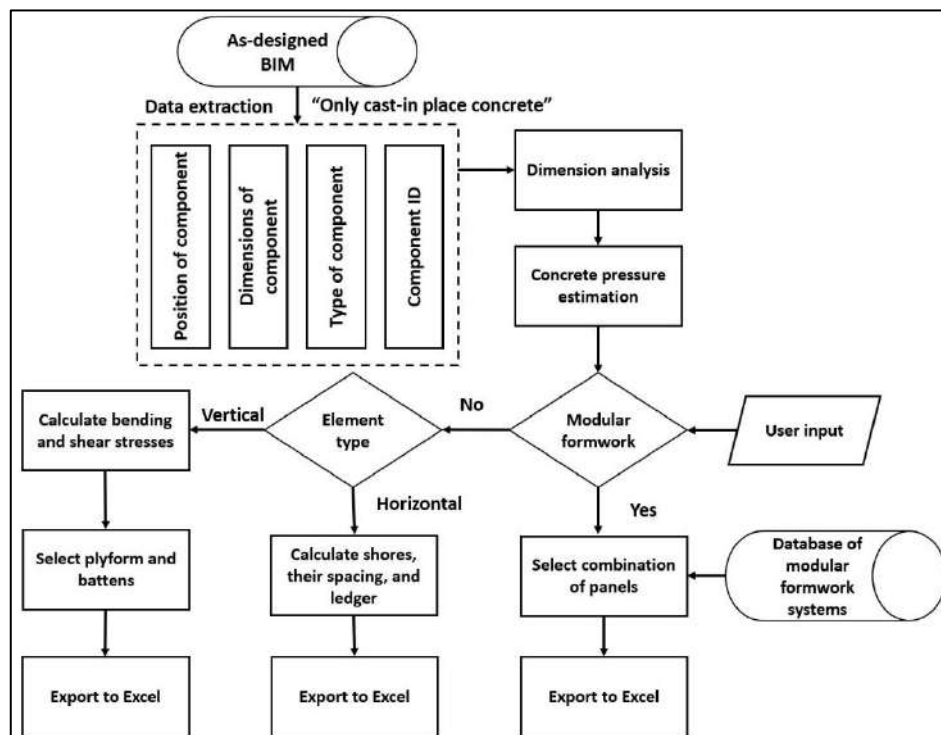 As-designed
BIM
Data extraction
"Only cast-in place concrete"
Position of component
Dimensions of
component
Type of component
Component ID
Dimension analysis
Concrete pressure
estimation
Calculate bending
and shear stresses
Vertical
Element
type
No
Modular
formwork
User input
Horizontal
Yes
Select plyform and
battens
Calculate shores,
their spacing, and
ledger
Select combination
of panels
Database of
modular
formwork
systems
Export to Excel
Export to Excel
Export to Excel